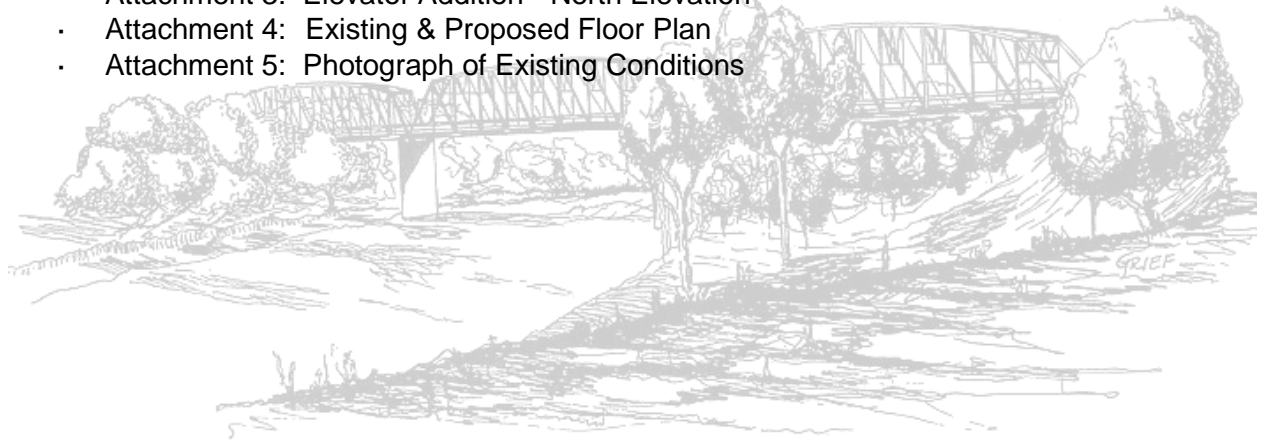 Attachment 3: Elevator Addition - North Elevation
· Attachment 4: Existing & Proposed Floor Plan
· Attachment 5: Photograph of Existing Conditions
GRIEF